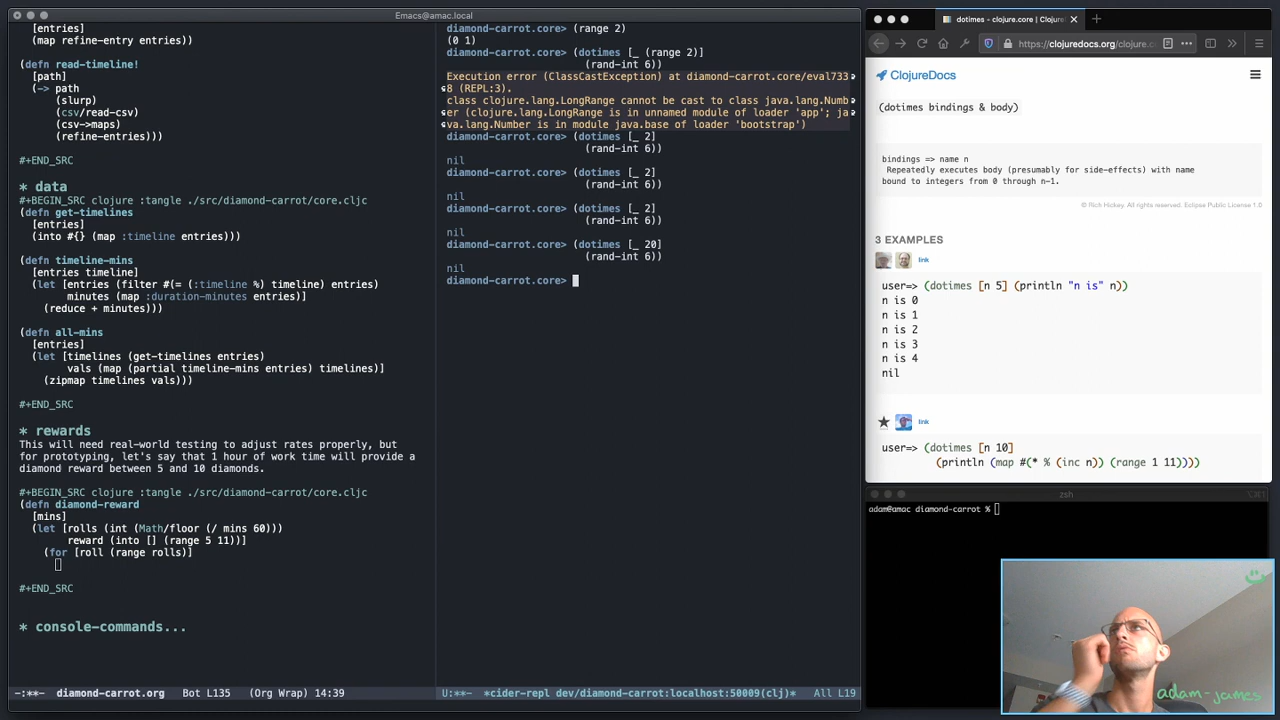 Emacs@amac.local
[entries]
(map refine-entry entries))
(defn read-timeline!
[path]
(-> path
(slurp)
(csv/read-csv)
(csv->maps)
(refine-entries)))
#+END_SRC
* data
#+BEGIN_SRC clojure :tangle ./src/diamond-carrot/core.cljc
(defn get-timelines
[entries]
(into #{} (map :timeline entries)))
(defn timeline-mins
[entries timeline]
(let [entries (filter #(= (:timeline %) timeline) entries)
minutes (map :duration-minutes entries)]
(reduce + minutes)))
(defn all-mins
[entries]
(let [timelines (get-timelines entries)
vals (map (partial timeline-mins entries) timelines)]
(zipmap timelines vals)))
#+END_SRC
* rewards
This will need real-world testing to adjust rates properly, but
for prototyping, let's say that 1 hour of work time will provide a
diamond reward between 5 and 10 diamonds.
#+BEGIN_SRC clojure :tangle ./src/diamond-carrot/core.cljc
(defn diamond-reward
[mins]
(let [rolls (int (Math/floor (/ mins 60)))
reward (into [] (range 5 11))]
(for [roll (range rolls)]
#+END_SRC
* console-commands...
-:**- diamond-carrot.org Bot L135 (Org Wrap) 14:39
diamond-carrot.core> (range 2)
(0 1)
diamond-carrot.core> (dotimes [_ (range 2)]
(rand-int 6))
Execution error (ClassCastException) at diamond-carrot.core/eval733
8 (REPL:3).
class clojure.lang.LongRange cannot be cast to class java.lang.Numb
er (clojure.lang.LongRange is in unnamed module of loader 'app'; ja
va.lang.Number is in module java.base of loader 'bootstrap')
diamond-carrot.core> (dotimes [_ 2]
(rand-int 6))
nil
diamond-carrot.core> (dotimes [_ 2]
(rand-int 6))
nil
diamond-carrot.core> (dotimes [_ 2]
(rand-int 6))
nil
diamond-carrot.core> (dotimes [_ 20]
(rand-int 6))
nil
diamond-carrot.core>
U:**- *cider-repl dev/diamond-carrot:localhost:50009(clj)* All L19
dotimes - clojure.core | Clojure
https://clojuredocs.org/clojure.c
ClojureDocs
(dotimes bindings & body)
bindings => name n
Repeatedly executes body (presumably for side-effects) with name
bound to integers from 0 through n-1.
© Rich Hickey. All rights reserved. Eclipse Public License 1.0
3 EXAMPLES
link
user=> (dotimes [n 5] (println "n is" n))
n is 0
n is 1
n is 2
n is 3
n is 4
nil
link
user=> (dotimes [n 10]
(println (map #(* % (inc n)) (range 1 11))))
zsh
adam@amac diamond-carrot %
adam-james